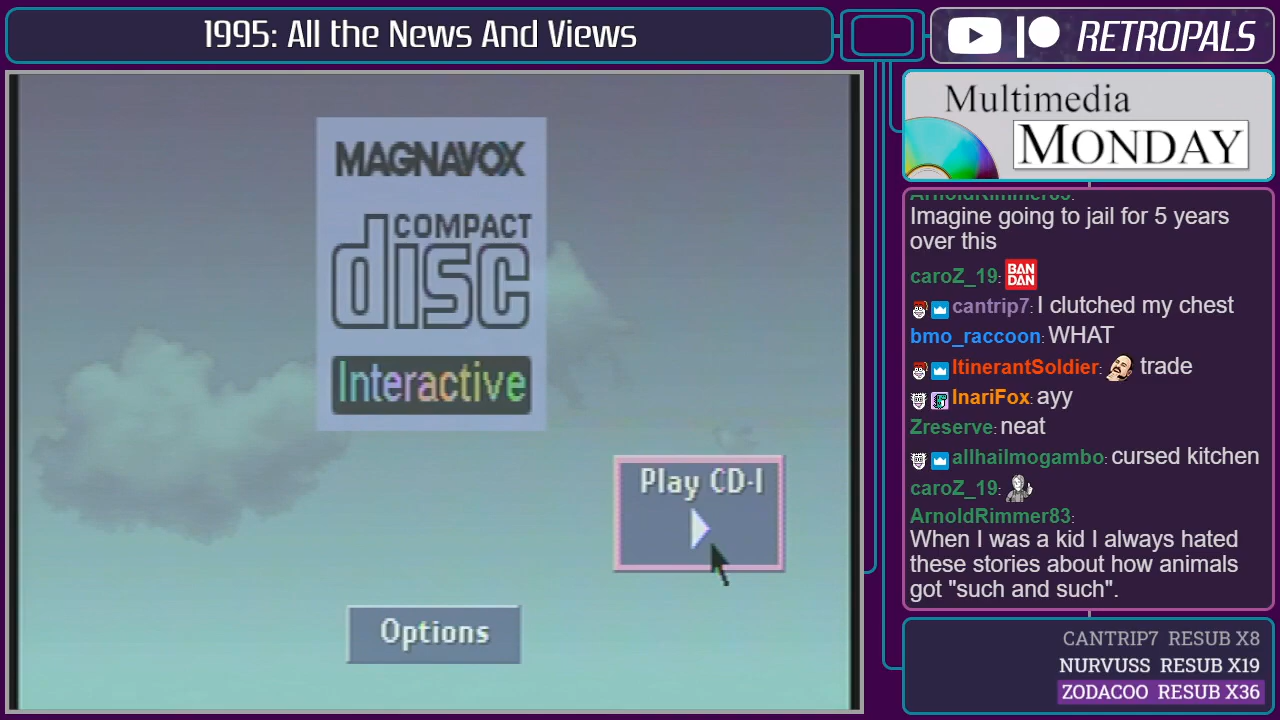 1995: All the News And Views
RETROPALS
Multimedia
MONDAY
MAGNAVOX
COMPACT
disc
Interactive
Play CD-I
Options
ArnoldRimmer83:
Imagine going to jail for 5 years
over this
caroZ_19: BAN
DAN
cantrip7: I clutched my chest
bmo_raccoon: WHAT
ItinerantSoldier: trade
InariFox: ayy
Zreserve: neat
allhailmogambo: cursed kitchen
caroZ_19:
ArnoldRimmer83:
When I was a kid I always hated
these stories about how animals
got "such and such".
CANTRIP7 RESUB X8
NURVUSS RESUB X19
ZODACOO RESUB X36